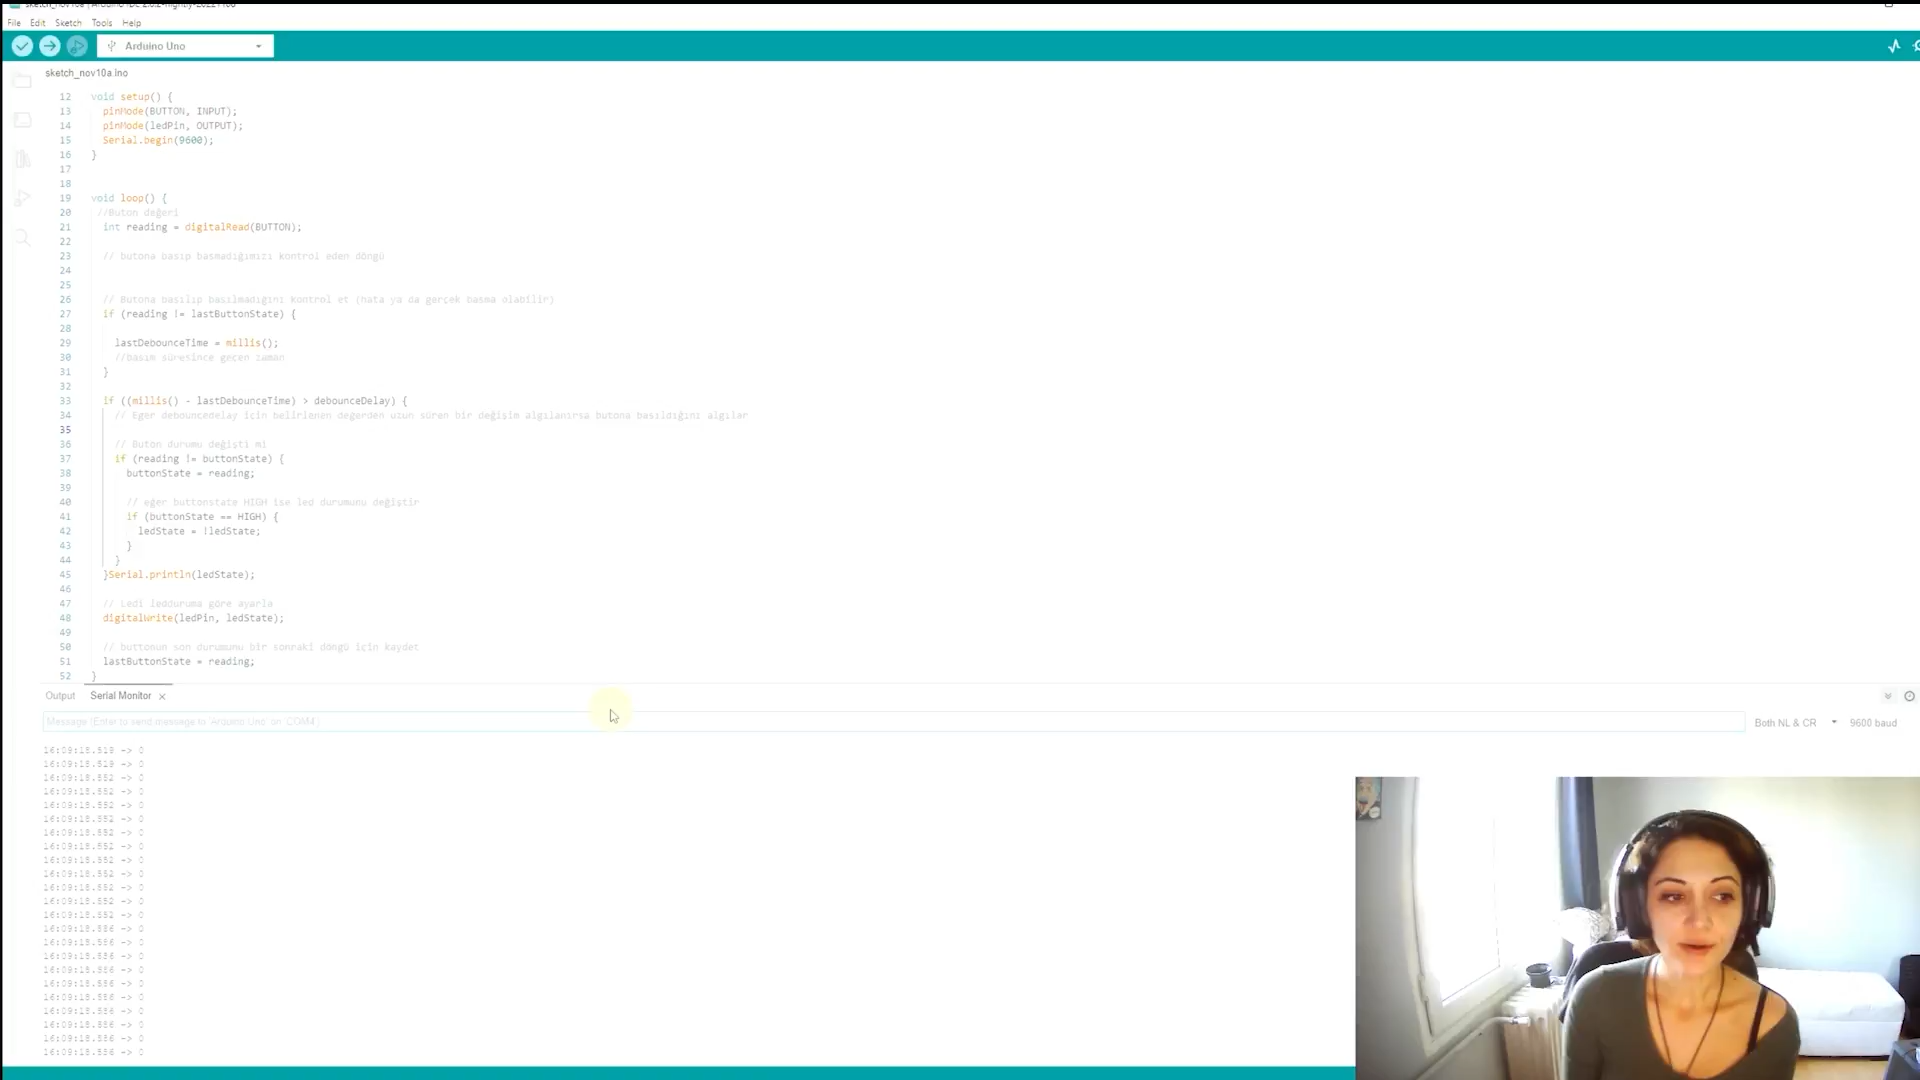 File Edit Sketch Tools Help
Arduino Uno
sketch_nov10a.ino
12 void setup() {
13 pinMode(BUTTON, INPUT);
14 pinMode(ledPin, OUTPUT);
15 Serial.begin(9600);
16 }
17
18
19 void loop() {
20 //Buton değeri
21 int reading = digitalRead(BUTTON);
22
23 // butona basıp basmadığımızı kontrol eden döngü
24
25
26 // Butona basılıp basılmadığını kontrol et (hata ya da gerçek basma olabilir)
27 if (reading != lastButtonState) {
28
29 lastDebounceTime = millis();
30 //basım süresince geçen zaman
31 }
32
33 if ((millis() - lastDebounceTime) > debounceDelay) {
34 // Eger debouncedelay için belirlenen değerden uzun süren bir değişim algılanırsa butona basıldığını algılar
35
36 // Buton durumu değişti mi
37 if (reading != buttonState) {
38 buttonState = reading;
39
40 // eğer buttonstate HIGH ise led durumunu değiştir
41 if (buttonState == HIGH) {
42 ledState = !ledState;
43 }
44 }
45 }Serial.println(ledState);
46
47 // Ledi ledduruma göre ayarla
48 digitalWrite(ledPin, ledState);
49
50 // buttonun son durumunu bir sonraki döngü için kaydet
51 lastButtonState = reading;
52 }
Output Serial Monitor
Message (Enter to send message to 'Arduino Uno' on 'COM4')
Both NL & CR 9600 baud
16:09:18.519 -> 0
16:09:18.519 -> 0
16:09:18.552 -> 0
16:09:18.552 -> 0
16:09:18.552 -> 0
16:09:18.552 -> 0
16:09:18.552 -> 0
16:09:18.552 -> 0
16:09:18.552 -> 0
16:09:18.552 -> 0
16:09:18.552 -> 0
16:09:18.552 -> 0
16:09:18.552 -> 0
16:09:18.586 -> 0
16:09:18.586 -> 0
16:09:18.586 -> 0
16:09:18.586 -> 0
16:09:18.586 -> 0
16:09:18.586 -> 0
16:09:18.586 -> 0
16:09:18.586 -> 0
16:09:18.586 -> 0
16:09:18.586 -> 0